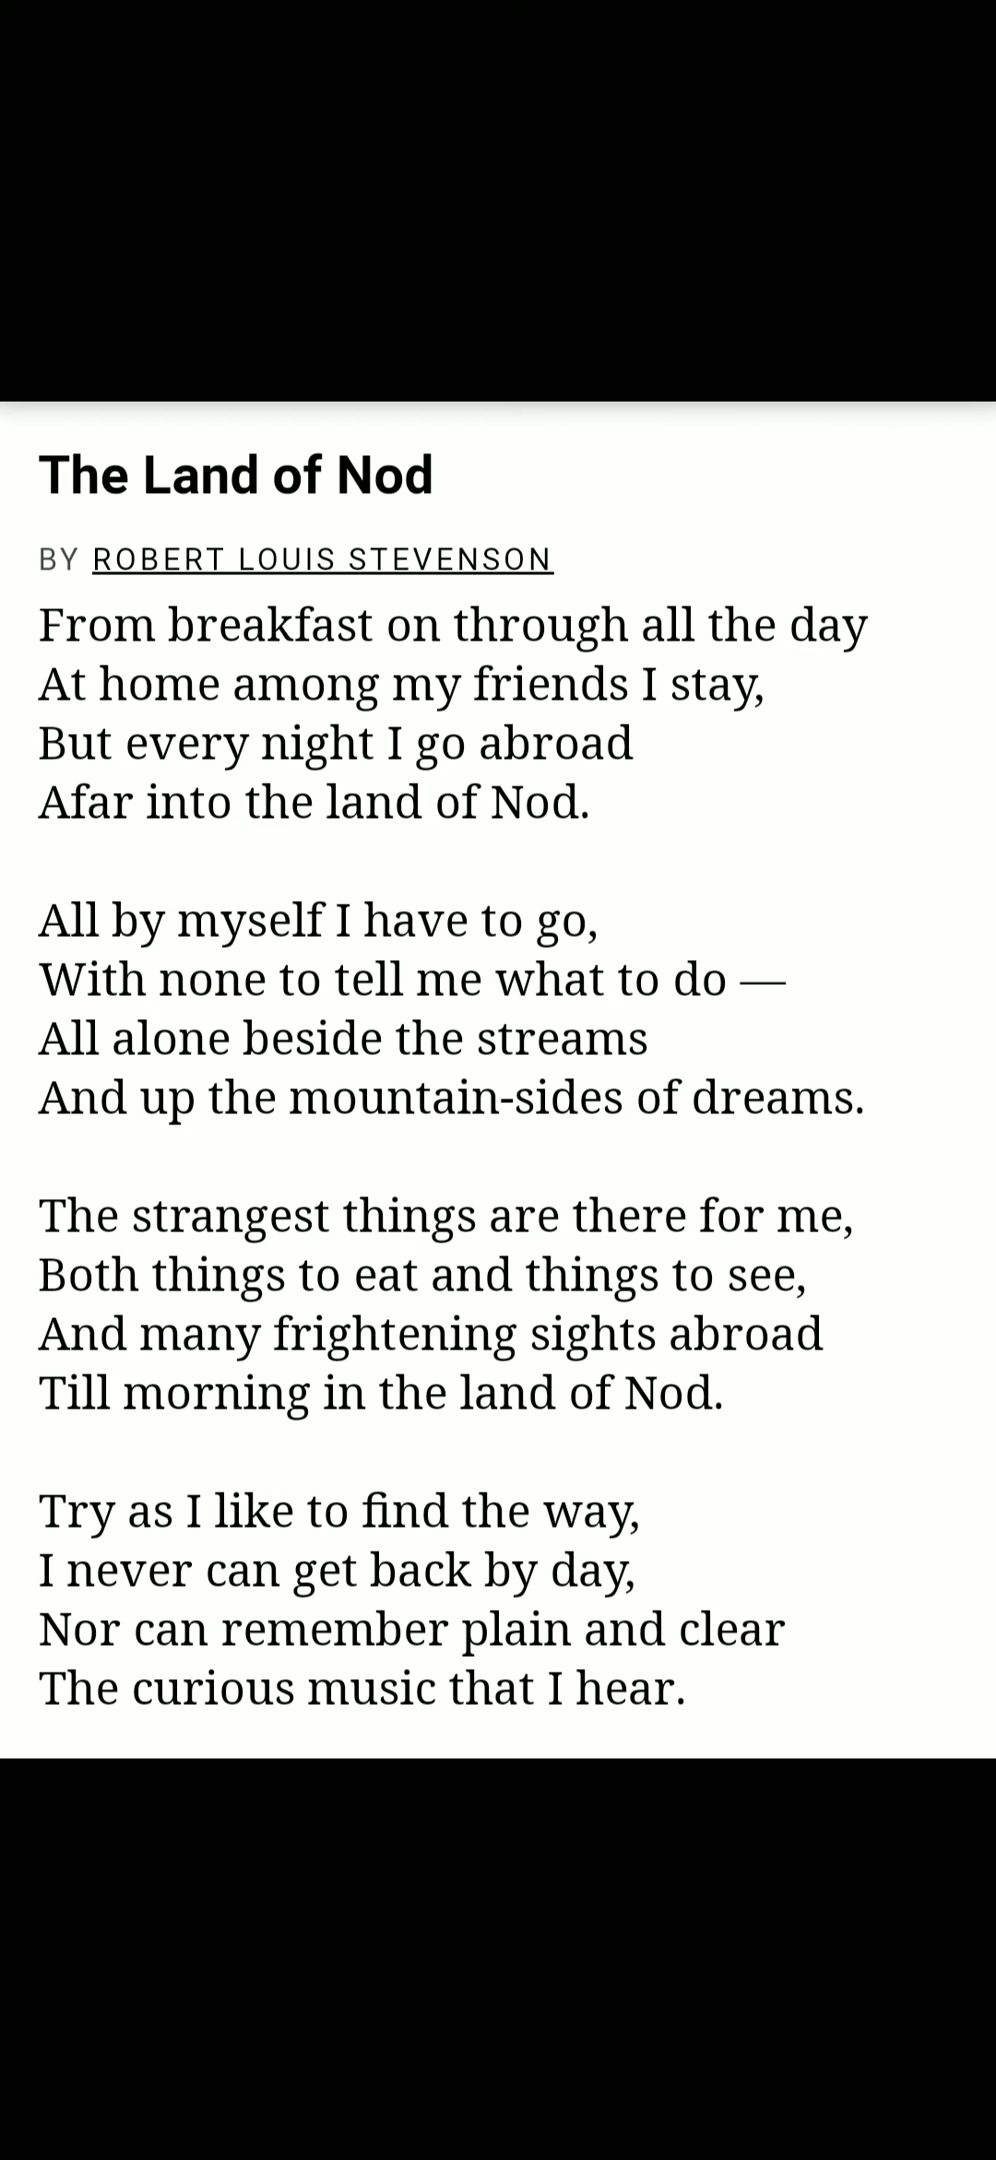 The Land of Nod
BY ROBERT LOUIS STEVENSON
From breakfast on through all the day
At home among my friends I stay,
But every night I go abroad
Afar into the land of Nod.
All by myself I have to go,
With none to tell me what to do —
All alone beside the streams
And up the mountain-sides of dreams.
The strangest things are there for me,
Both things to eat and things to see,
And many frightening sights abroad
Till morning in the land of Nod.
Try as I like to find the way,
I never can get back by day,
Nor can remember plain and clear
The curious music that I hear.